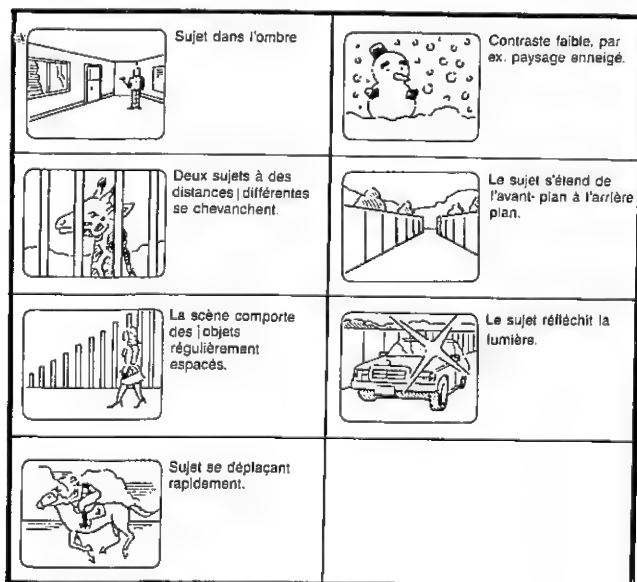 Sujet dans l'ombre
Contraste faible, par
ex. paysage enneigé.
Deux sujets à des
distances | différentes
se chevanchent.
Le sujet s'étend de
l'avant- plan à l'arrière
plan.
La scène comporte
des | objets
régulièrement
espacés.
Le sujet réfléchit la
lumière.
Sujet se déplaçant
rapidement.